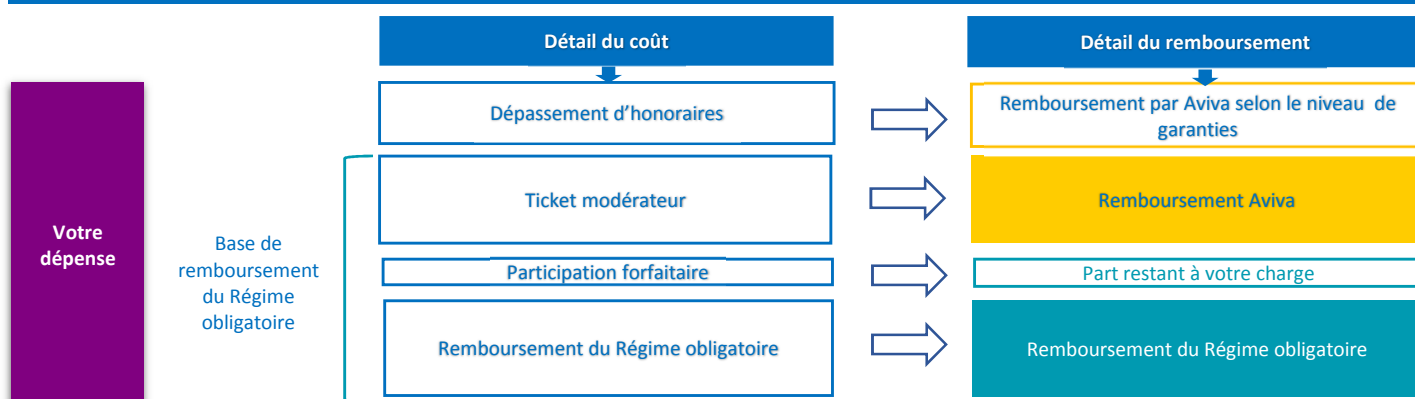 Détail du coût
Détail du remboursement
Dépassement d’honoraires
Remboursement par Aviva selon le niveau de
garanties
Ticket modérateur
Remboursement Aviva
Votre
dépense
Base de
remboursement
du Régime
obligatoire
Participation forfaitaire
Part restant à votre charge
Remboursement du Régime obligatoire
Remboursement du Régime obligatoire